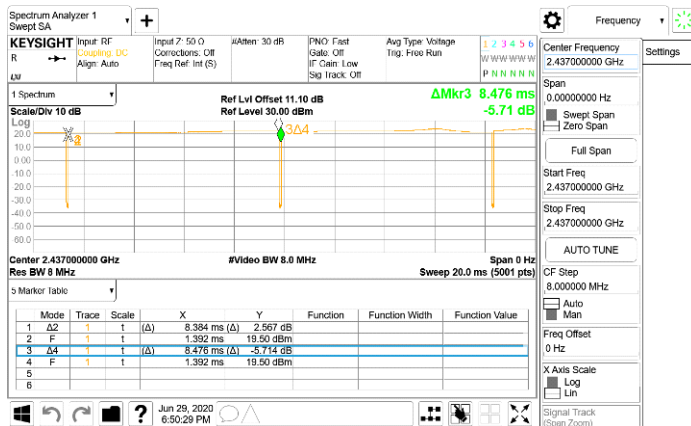 Spectrum Analyzer 1
Swept SA
KEYSIGHT
R
Input: RF
Coupling: DC
Align: Auto
Input Z: 50 Ω
Corrections: Off
Freq Ref: Int (S)
#Atten: 30 dB
PNO: Fast
Gate: Off
IF Gain: Low
Sig Track: Off
Avg Type: Voltage
Trig: Free Run
1 2 3 4 5 6
W W W W W W
P N N N N N
1 Spectrum
Scale/Div 10 dB
Ref Lvl Offset 11.10 dB
Ref Level 30.00 dBm
ΔMkr3 8.476 ms
-5.71 dB
Log
20.0
10.0
0.00
-10.0
-20.0
-30.0
-40.0
-50.0
-60.0
2
3Δ4
Center 2.437000000 GHz
Res BW 8 MHz
#Video BW 8.0 MHz
Span 0 Hz
Sweep 20.0 ms (5001 pts)
5 Marker Table
Mode Trace Scale X Y Function Function Width Function Value
1 Δ2 1 t (Δ) 8.384 ms (Δ) 2.567 dB
2 F 1 t 1.392 ms 19.50 dBm
3 Δ4 1 t (Δ) 8.476 ms (Δ) -5.714 dB
4 F 1 t 1.392 ms 19.50 dBm
5
6
Jun 29, 2020
6:50:29 PM
Frequency
Settings
Center Frequency
2.437000000 GHz
Span
0.00000000 Hz
Swept Span
Zero Span
Full Span
Start Freq
2.437000000 GHz
Stop Freq
2.437000000 GHz
AUTO TUNE
CF Step
8.000000 MHz
Auto
Man
Freq Offset
0 Hz
X Axis Scale
Log
Lin
Signal Track
(Span Zoom)